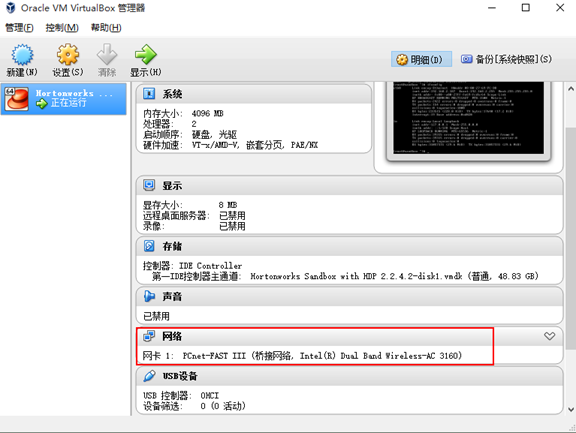 Oracle VM VirtualBox 管理器
管理(F) 控制(M) 帮助(H)
新建(N) 设置(S) 清除 显示(H) 明细(D) 备份[系统快照](S)
64
Hortonworks ...
正在运行
系统
内存大小: 4096 MB
处理器: 2
启动顺序: 硬盘, 光驱
硬件加速: VT-x/AMD-V, 嵌套分页, PAE/NX
显示
显存大小: 8 MB
远程桌面服务器: 已禁用
录像: 已禁用
存储
控制器: IDE Controller
第一IDE控制器主通道: Hortonworks Sandbox with HDP 2.2.4.2-disk1.vmdk (普通, 48.83 GB)
声音
已禁用
网络
网卡 1: PCnet-FAST III (桥接网络, Intel(R) Dual Band Wireless-AC 3160)
USB设备
USB 控制器: OHCI
设备筛选: 0 (0 活动)